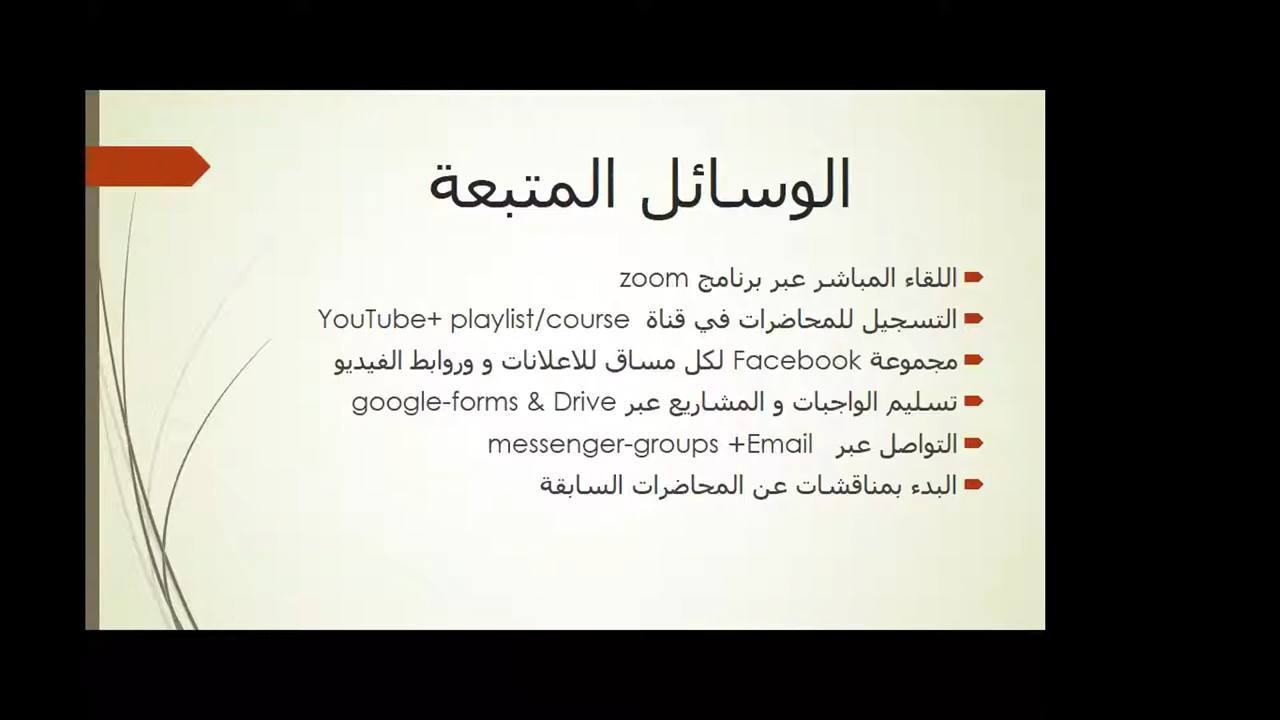 الوسائل المتبعة
اللقاء المباشر عبر برنامج zoom
التسجيل للمحاضرات في قناة YouTube+ playlist/course
مجموعة Facebook لكل مساق للاعلانات و وروابط الفيديو
تسليم الواجبات و المشاريع عبر google-forms & Drive
التواصل عبر messenger-groups +Email
البدء بمناقشات عن المحاضرات السابقة